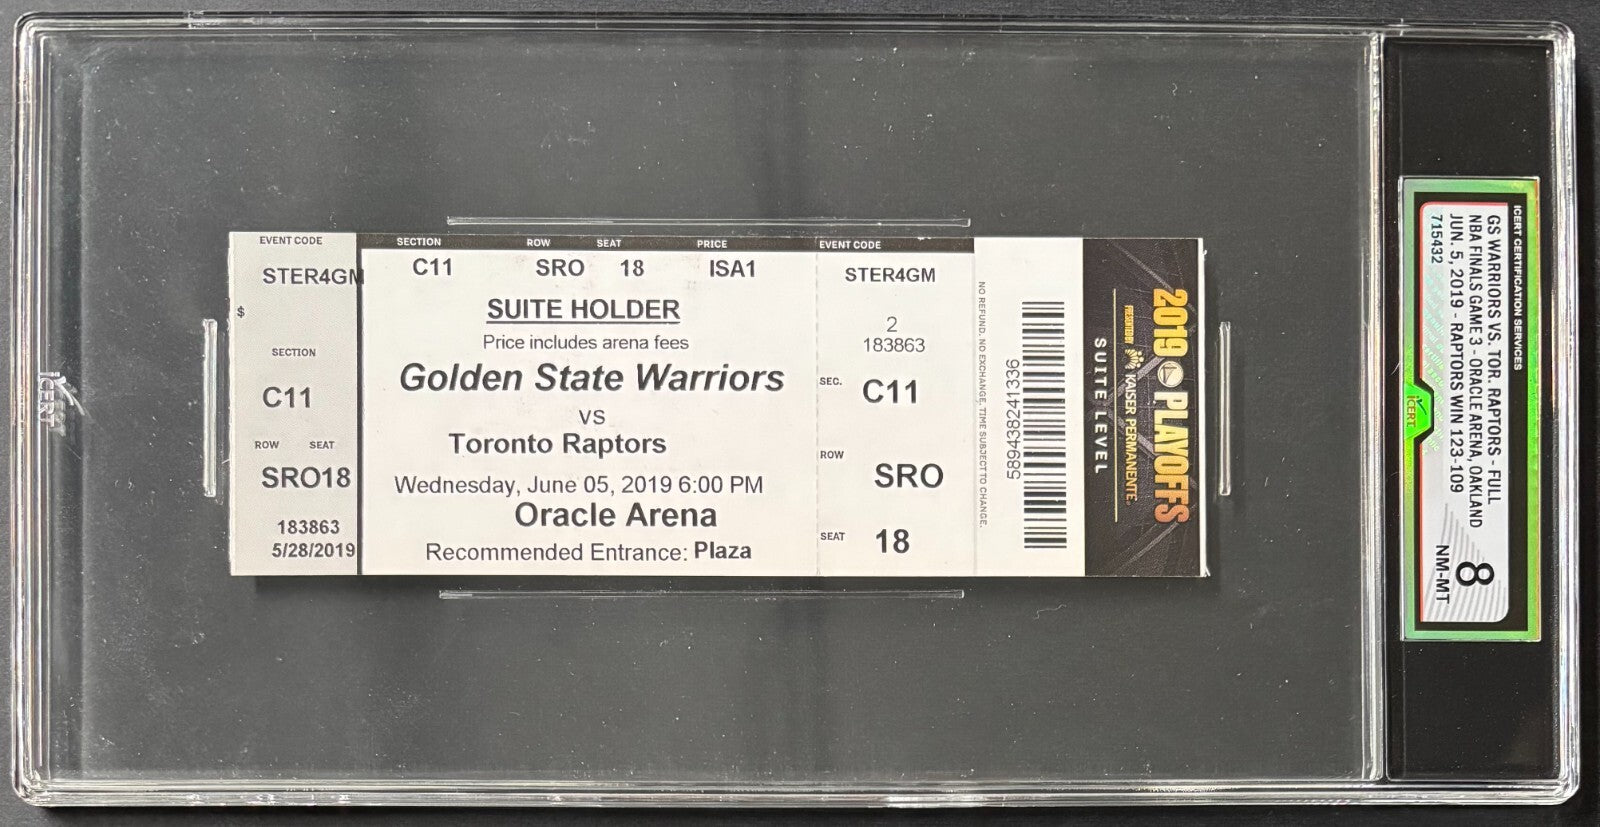 EVENT CODE
STER4GM
$
SECTION
C11
ROW SEAT
SRO18
183863
5/28/2019
SECTION ROW SEAT PRICE
C11 SRO 18 ISA1
SUITE HOLDER
Price includes arena fees
Golden State Warriors
vs
Toronto Raptors
Wednesday, June 05, 2019 6:00 PM
Oracle Arena
Recommended Entrance: Plaza
EVENT CODE
STER4GM
2
183863
SEC. C11
ROW SRO
SEAT 18
NO REFUND, NO EXCHANGE, TIME SUBJECT TO CHANGE.
589438241336
SUITE LEVEL
PRESENTED BY KAISER PERMANENTE.
2019 PLAYOFFS
ICERT CERTIFICATION SERVICES
GS WARRIORS VS. TOR. RAPTORS - FULL
NBA FINALS GAME 3 - ORACLE ARENA, OAKLAND
JUN. 5, 2019 - RAPTORS WIN 123-109
715432
8
NM-MT
iCERT
iCERT